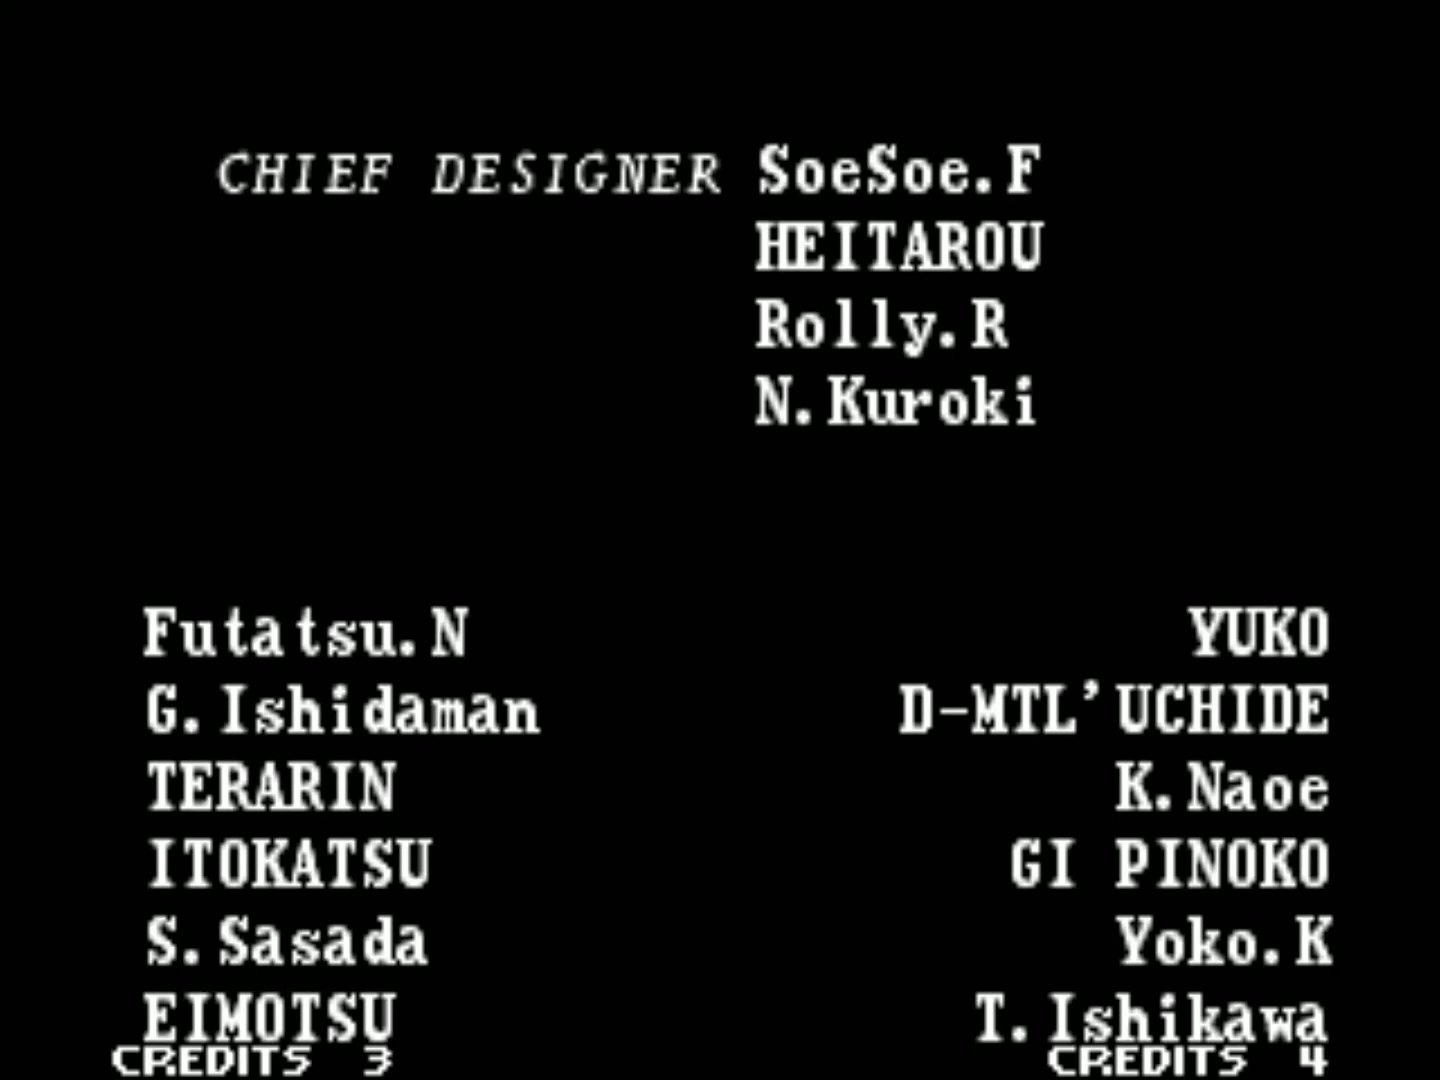 CHIEF DESIGNER SoeSoe.F
HEITAROU
Rolly.R
N.Kuroki
Futatsu.N YUKO
G.Ishidaman D-MTL'UCHIDE
TERARIN K.Naoe
ITOKATSU GI PINOKO
S.Sasada Yoko.K
EIMOTSU T.Ishikawa
CREDITS 3 CREDITS 4